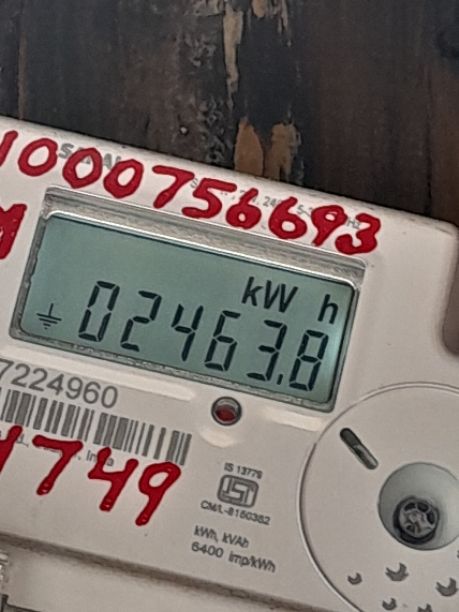 1000756693
M
kW h
02463.8
7224960
1749
IS 13779
CM/L-8150352
kWh, kVAh
6400 imp/kWh